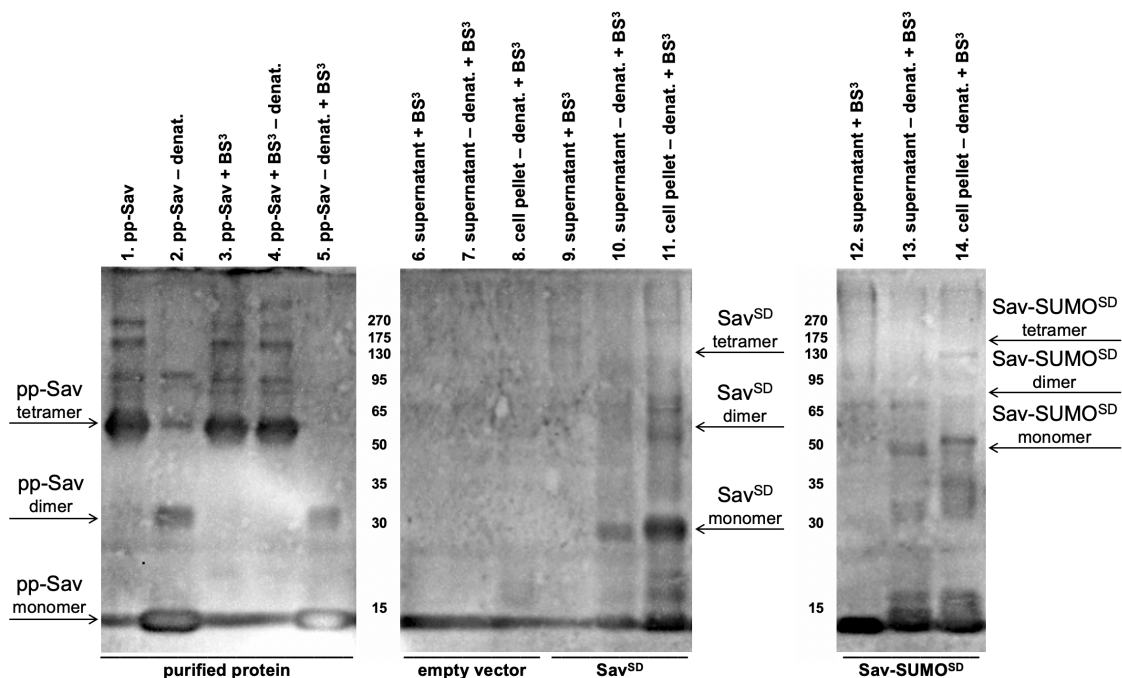 1. pp-Sav
2. pp-Sav – denat.
3. pp-Sav + BS³
4. pp-Sav + BS³ – denat.
5. pp-Sav – denat. + BS³
6. supernatant + BS³
7. supernatant – denat. + BS³
8. cell pellet – denat. + BS³
9. supernatant + BS³
10. supernatant – denat. + BS³
11. cell pellet – denat. + BS³
12. supernatant + BS³
13. supernatant – denat. + BS³
14. cell pellet – denat. + BS³
pp-Sav
tetramer
pp-Sav
dimer
pp-Sav
monomer
270
175
130
95
65
50
35
30
15
Savˢᴰ
tetramer
Savˢᴰ
dimer
Savˢᴰ
monomer
270
175
130
95
65
50
35
30
15
Sav-SUMOˢᴰ
tetramer
Sav-SUMOˢᴰ
dimer
Sav-SUMOˢᴰ
monomer
purified protein
empty vector
Savˢᴰ
Sav-SUMOˢᴰ